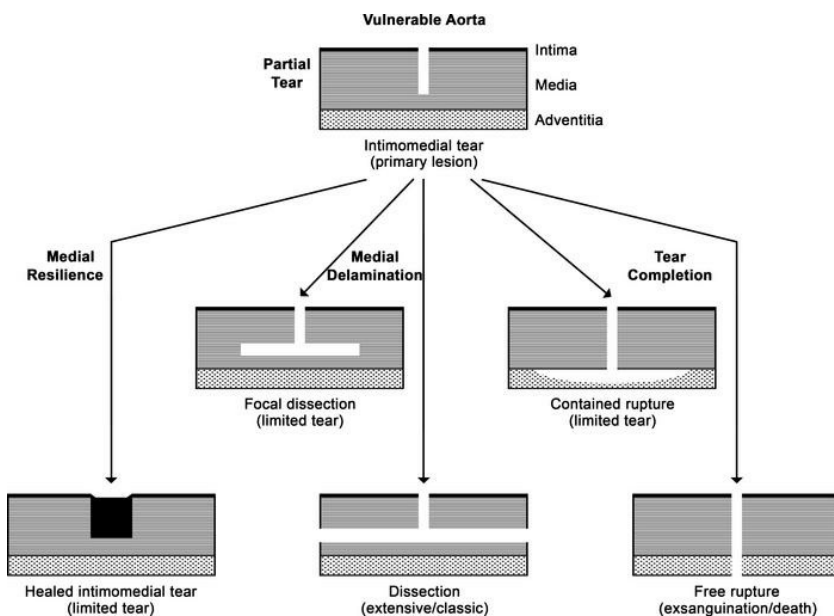 Vulnerable Aorta
Partial
Tear
Intima
Media
Adventitia
Intimomedial tear
(primary lesion)
Medial
Resilience
Medial
Delamination
Tear
Completion
Focal dissection
(limited tear)
Contained rupture
(limited tear)
Healed intimomedial tear
(limited tear)
Dissection
(extensive/classic)
Free rupture
(exsanguination/death)